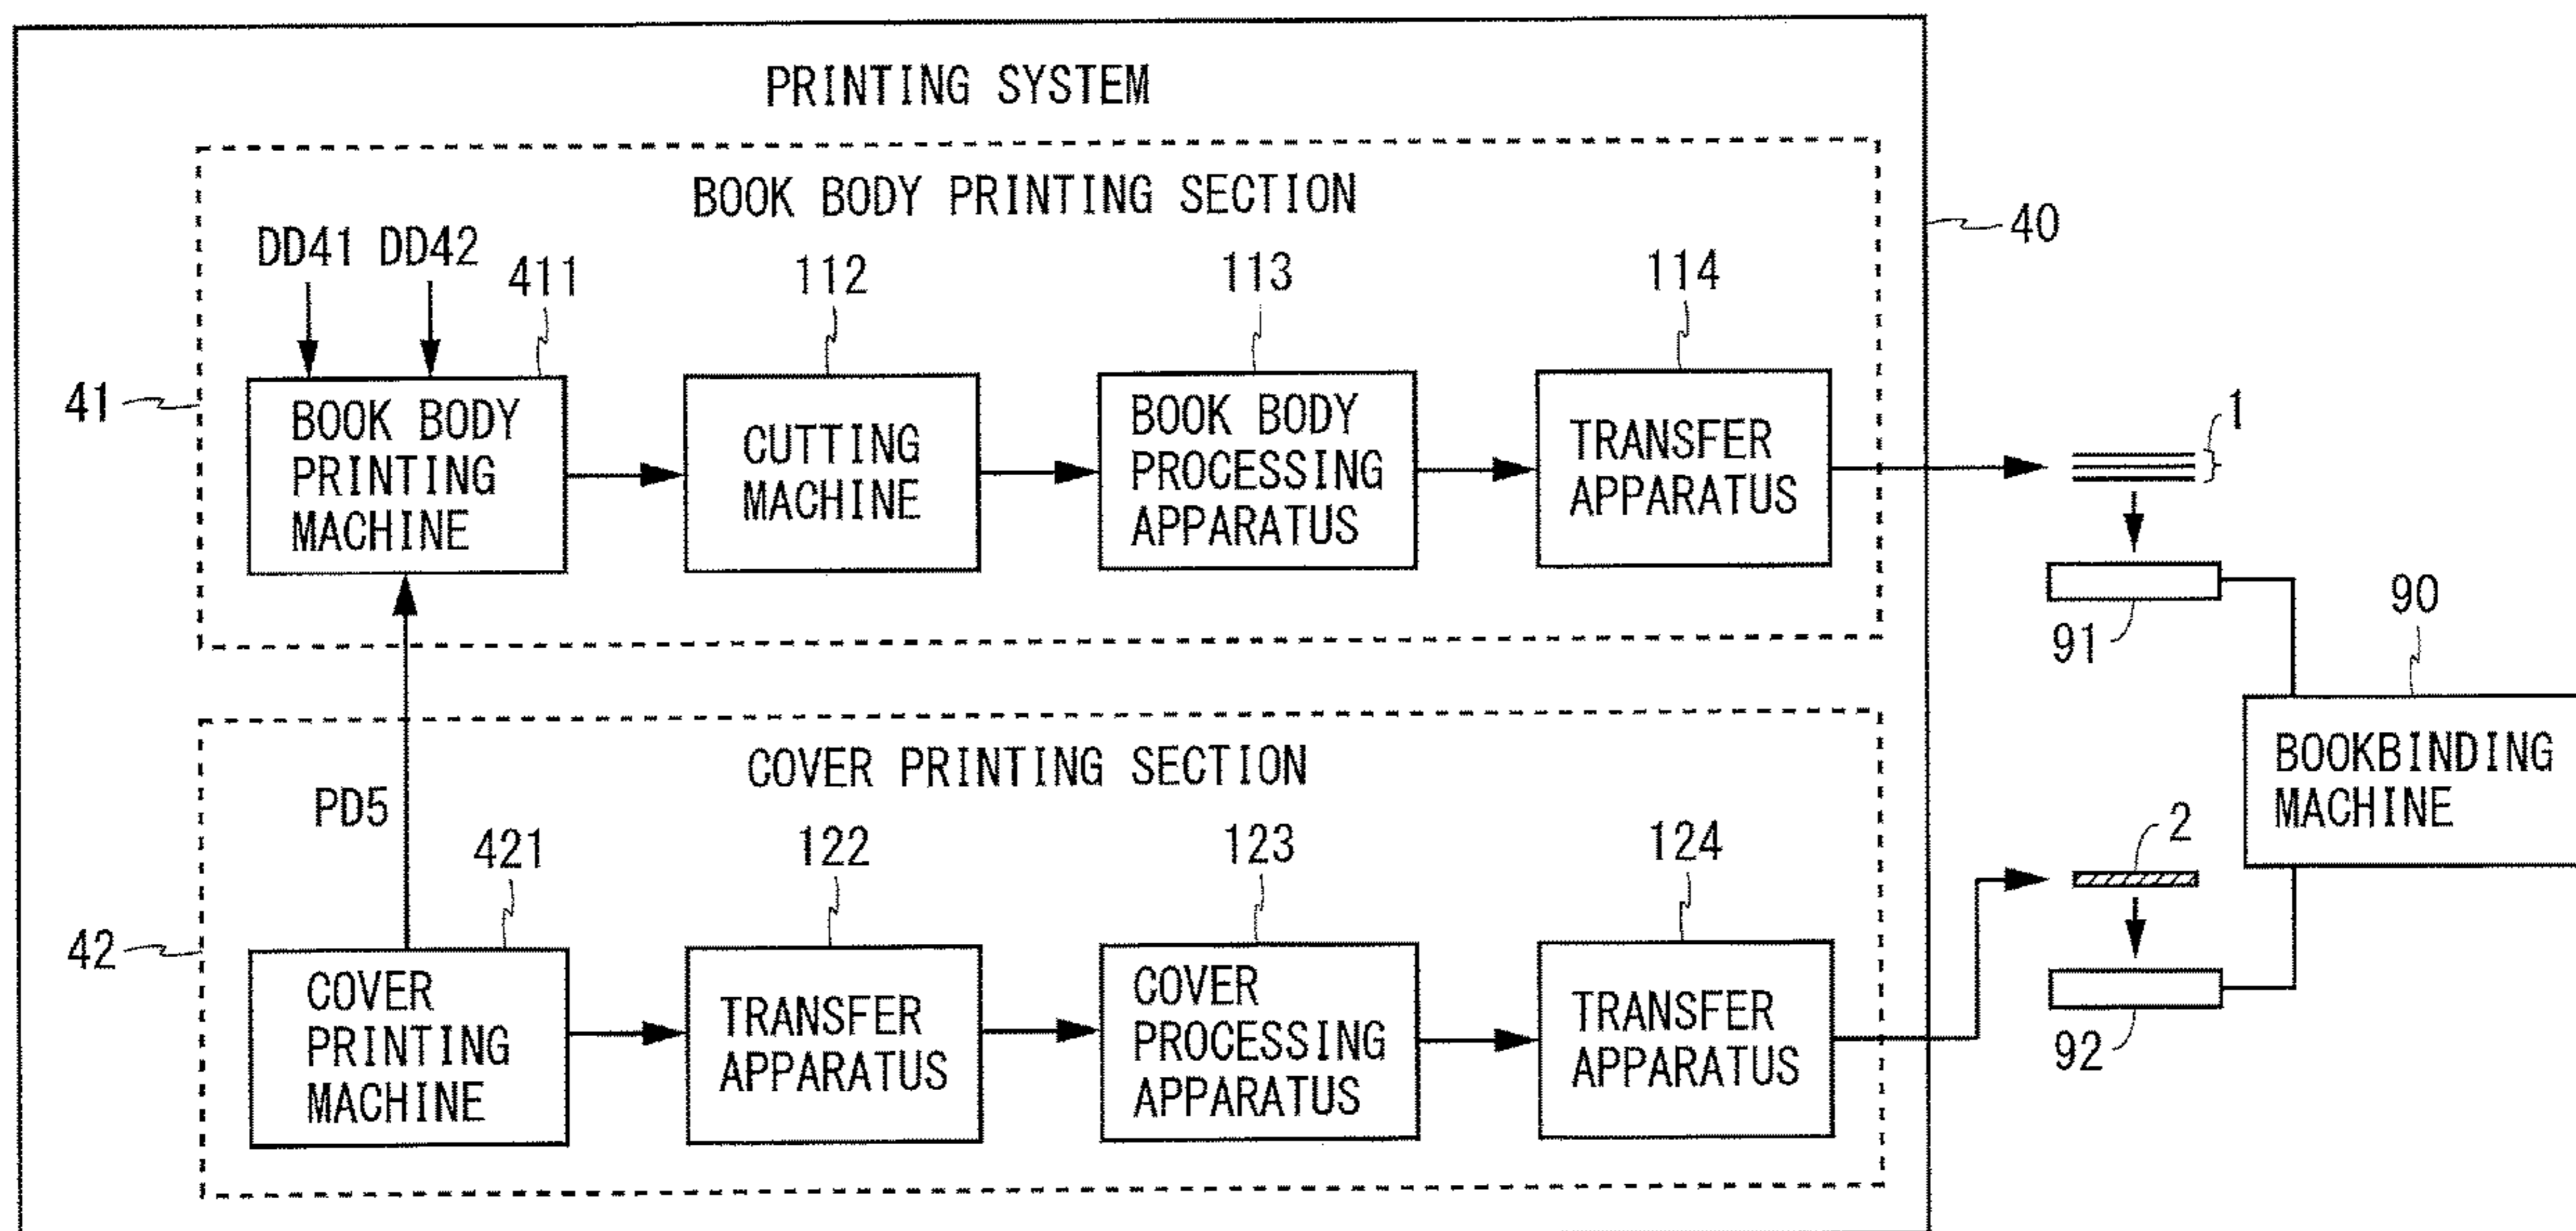 PRINTING SYSTEM
BOOK BODY PRINTING SECTION
DD41 DD42
411
112
113
114
40
41
BOOK BODY
PRINTING
MACHINE
CUTTING
MACHINE
BOOK BODY
PROCESSING
APPARATUS
TRANSFER
APPARATUS
1
91
90
BOOKBINDING
MACHINE
COVER PRINTING SECTION
PD5
421
122
123
124
2
42
COVER
PRINTING
MACHINE
TRANSFER
APPARATUS
COVER
PROCESSING
APPARATUS
TRANSFER
APPARATUS
92